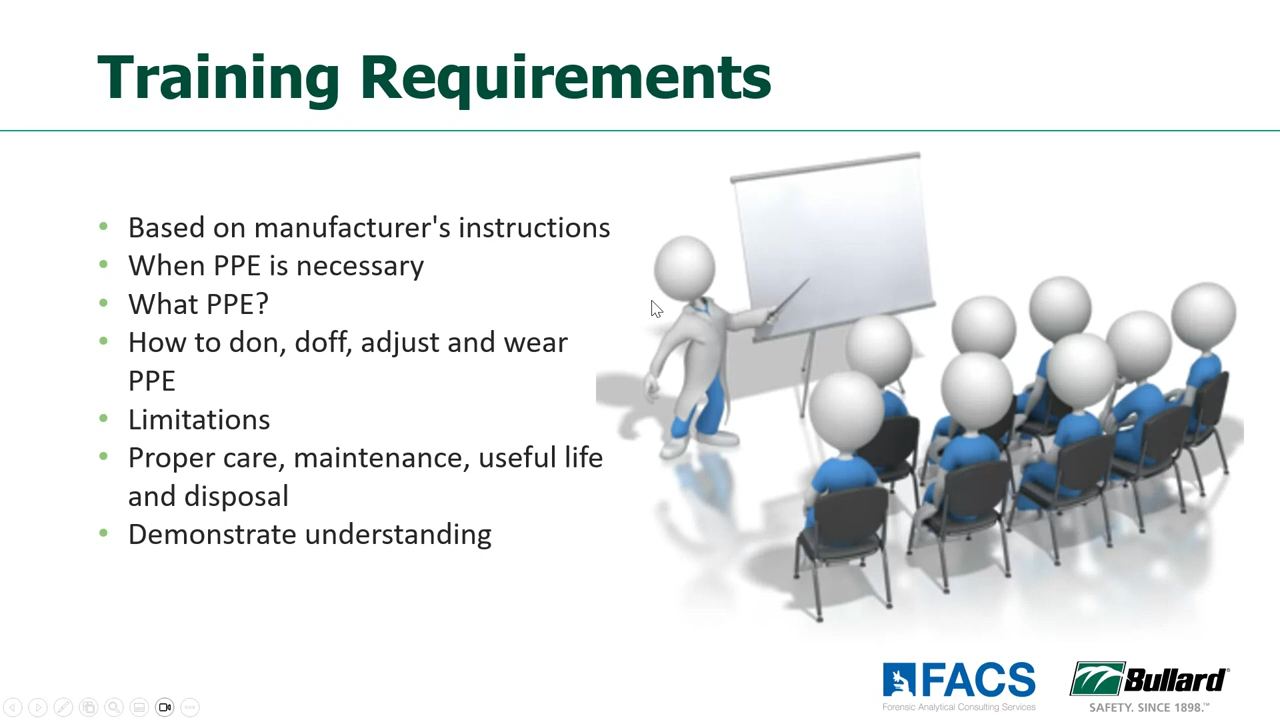 Training Requirements
• Based on manufacturer's instructions
• When PPE is necessary
• What PPE?
• How to don, doff, adjust and wear
PPE
• Limitations
• Proper care, maintenance, useful life
and disposal
• Demonstrate understanding
FACS
Forensic Analytical Consulting Services
Bullard®
SAFETY. SINCE 1898.™